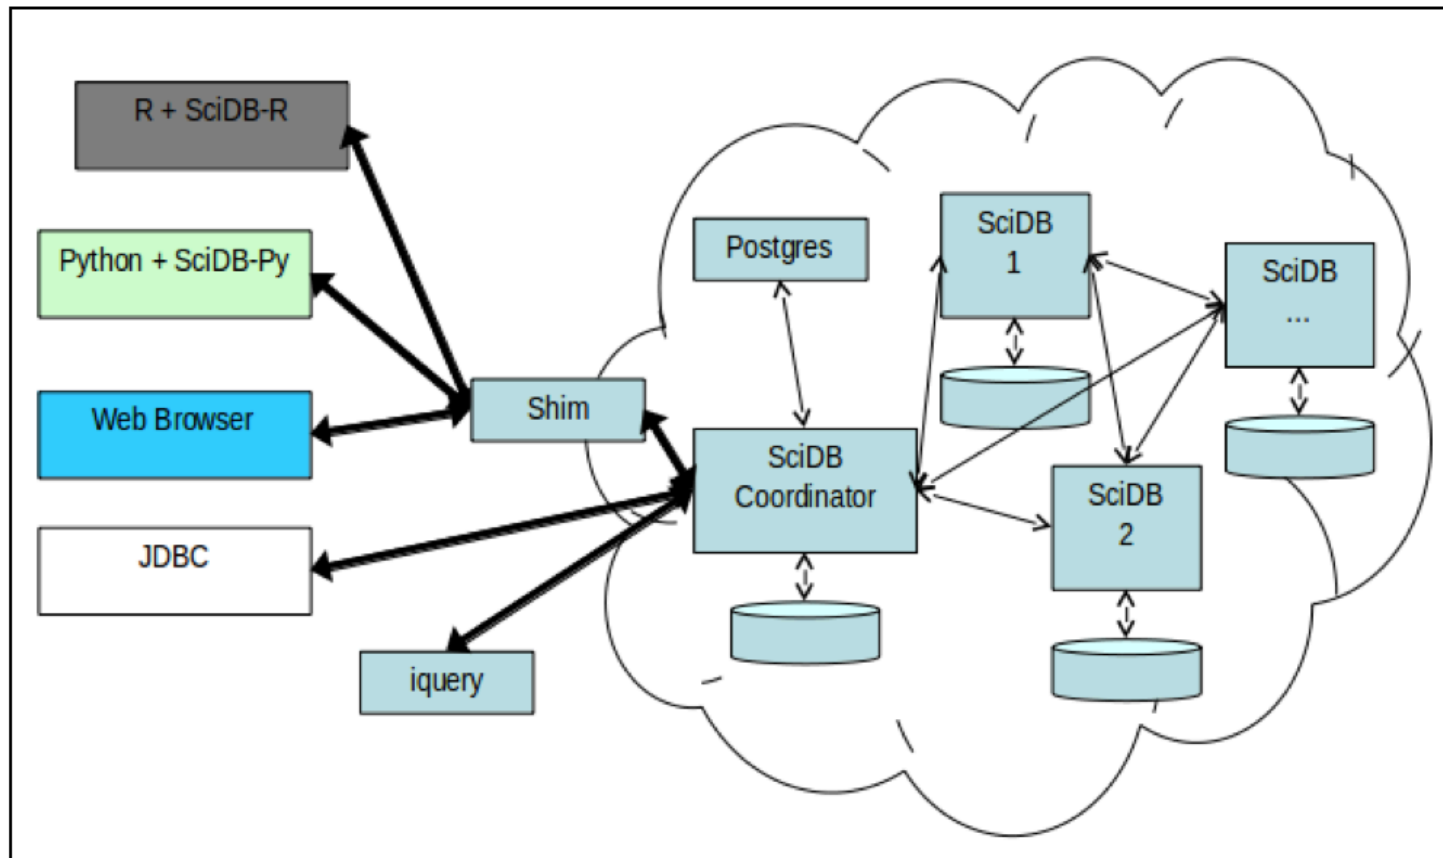 R + SciDB-R
Python + SciDB-Py
Web Browser
JDBC
Shim
iquery
Postgres
SciDB
Coordinator
SciDB
1
SciDB
2
SciDB
...